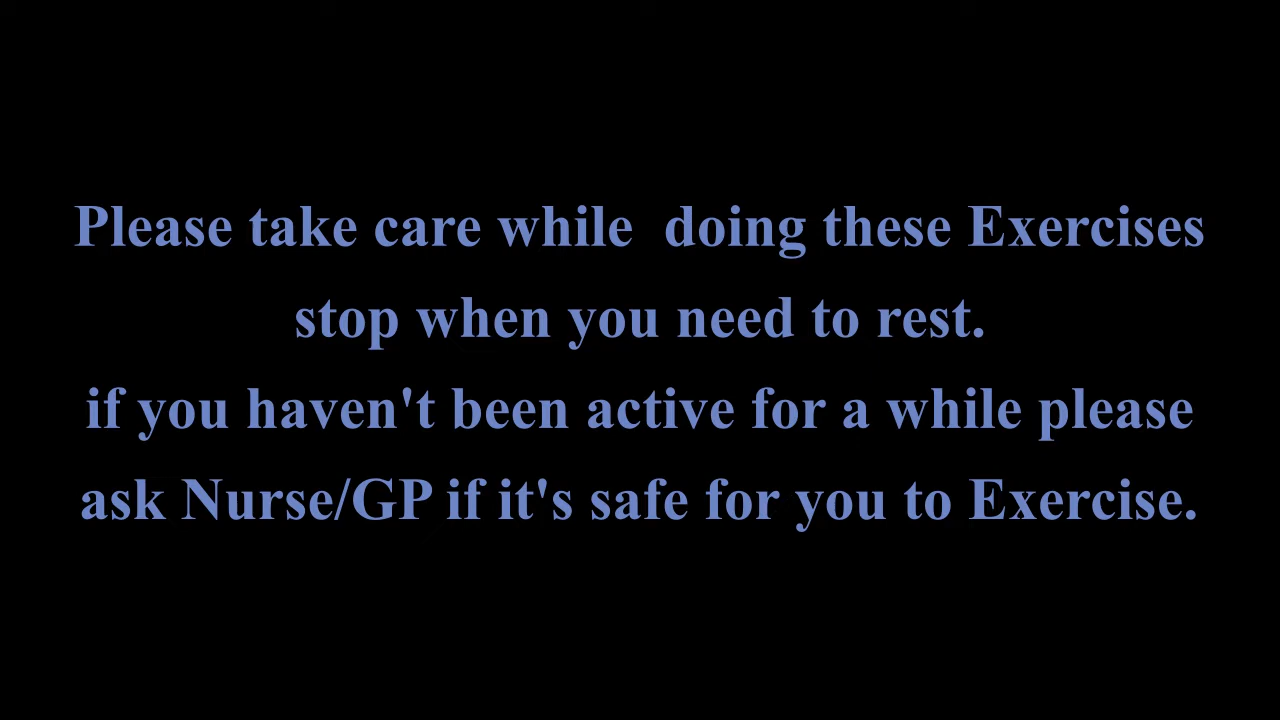 Please take care while  doing these Exercises
stop when you need to rest.
if you haven't been active for a while please
ask Nurse/GP if it's safe for you to Exercise.